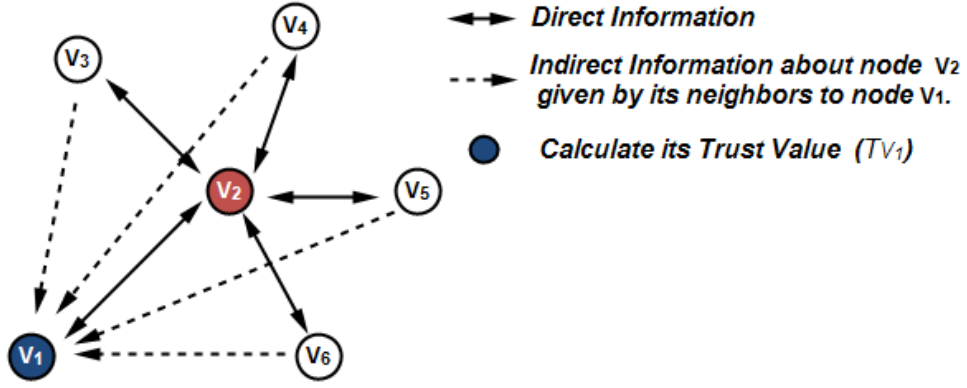 V4
Direct Information
V3
Indirect Information about node V2
given by its neighbors to node V1.
Calculate its Trust Value (TV1)
V2
V5
V1
V6